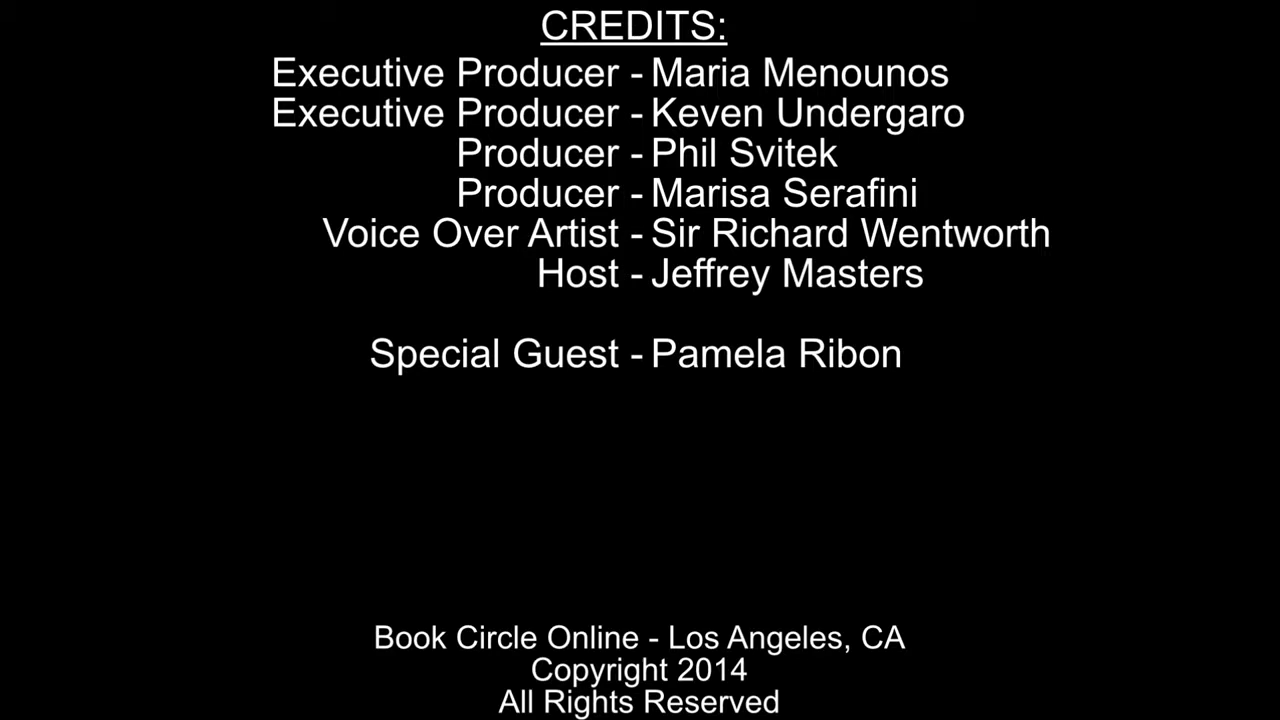 CREDITS:
Executive Producer - Maria Menounos
Executive Producer - Keven Undergaro
Producer - Phil Svitek
Producer - Marisa Serafini
Voice Over Artist - Sir Richard Wentworth
Host - Jeffrey Masters
Special Guest - Pamela Ribon
Book Circle Online - Los Angeles, CA
Copyright 2014
All Rights Reserved